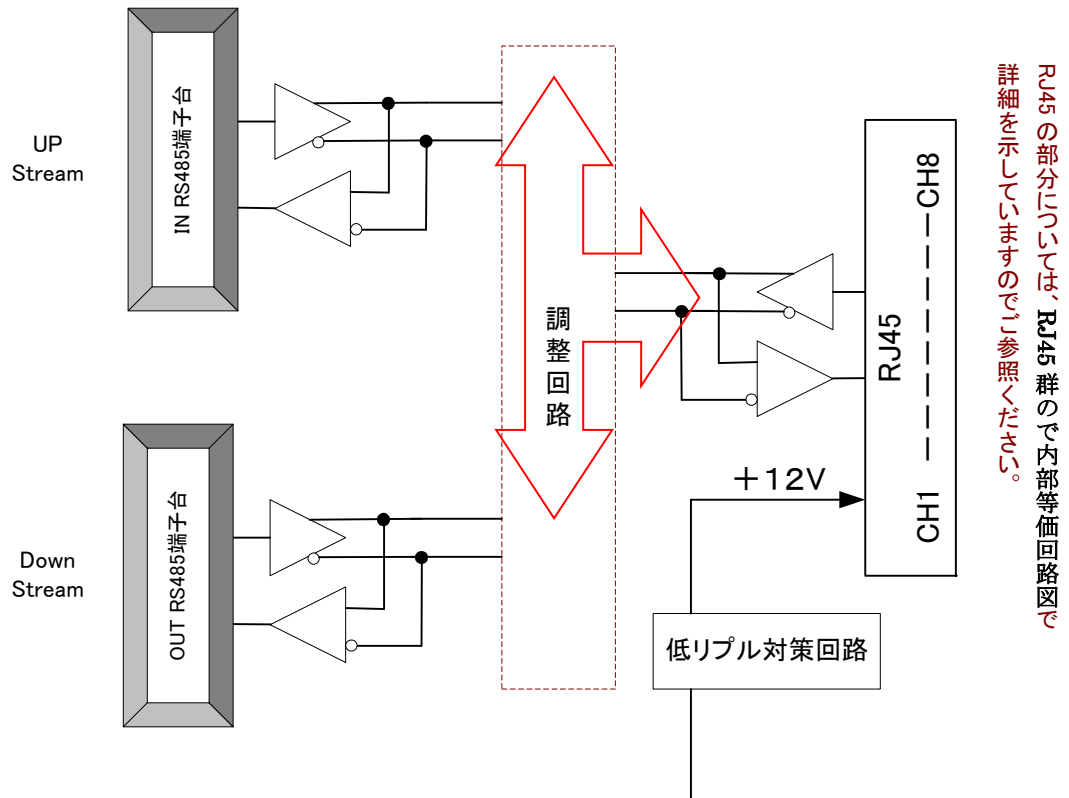 UP
Stream
IN RS485端子台
Down
Stream
OUT RS485端子台
調整回路
RJ45
CH1
CH8
+12V
低リプル対策回路
RJ45 の部分については、RJ45 群ので内部等価回路図で
詳細を示していますのでご参照ください。